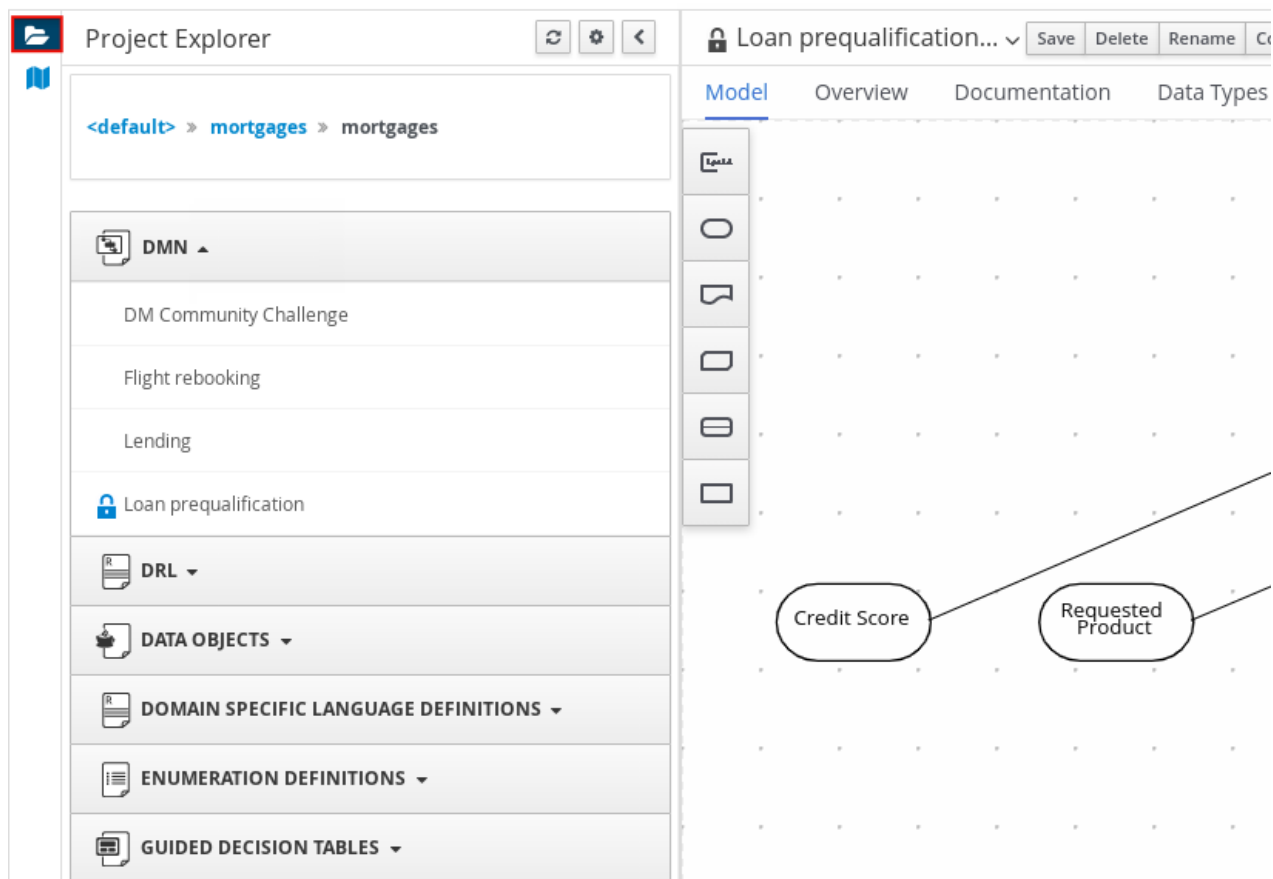 Project Explorer
<default> » mortgages » mortgages
DMN
DM Community Challenge
Flight rebooking
Lending
Loan prequalification
DRL
DATA OBJECTS
DOMAIN SPECIFIC LANGUAGE DEFINITIONS
ENUMERATION DEFINITIONS
GUIDED DECISION TABLES
Loan prequalification... Save Delete Rename
Model Overview Documentation Data Types
Credit Score
Requested
Product